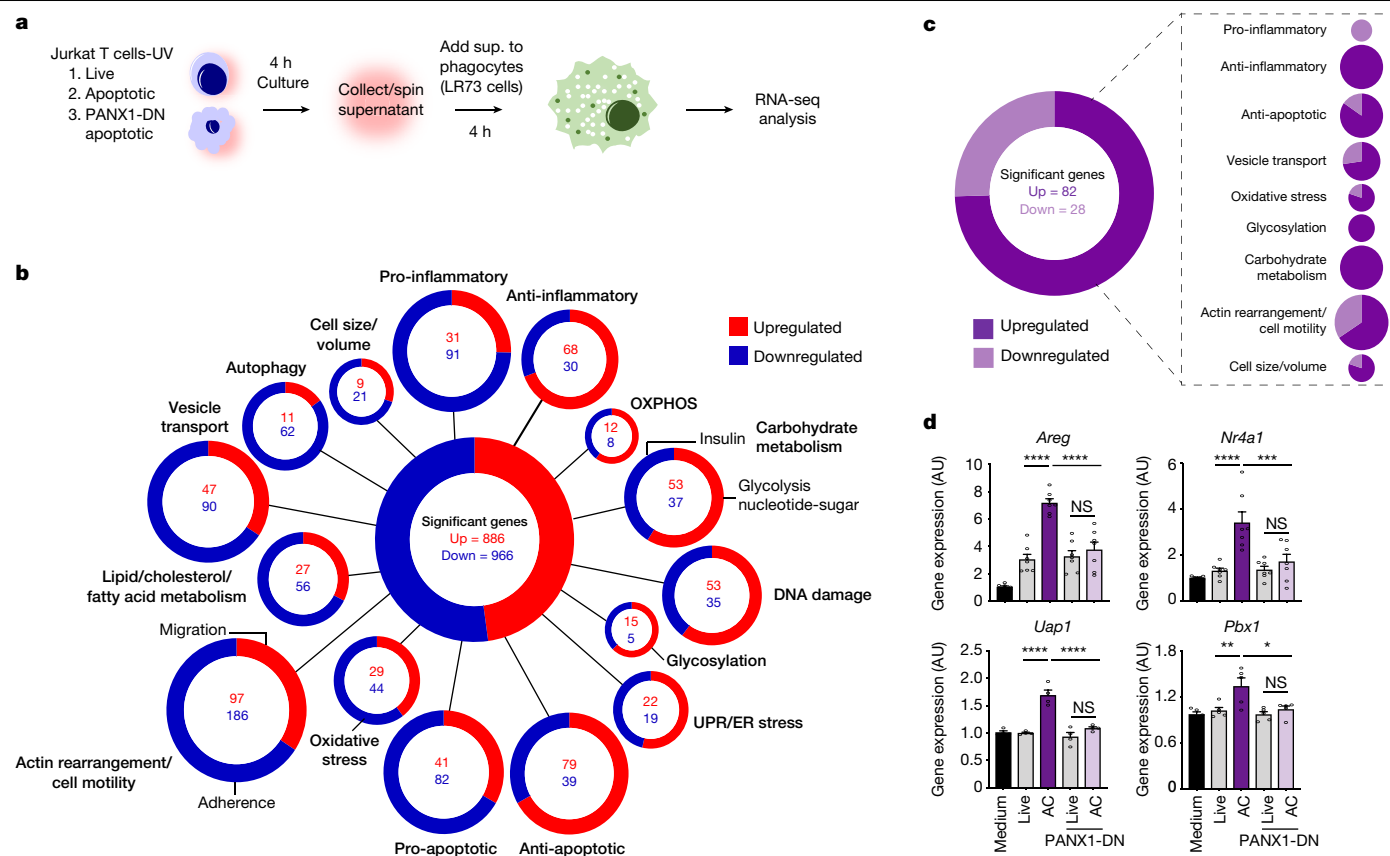 a
Jurkat T cells-UV
1. Live
2. Apoptotic
3. PANX1-DN
apoptotic
4 h
Culture
Collect/spin
supernatant
Add sup. to
phagocytes
(LR73 cells)
4 h
RNA-seq
analysis
b
Pro-inflammatory
31
91
Anti-inflammatory
68
30
Cell size/
volume
9
21
Autophagy
11
62
Vesicle
transport
47
90
OXPHOS
12
8
Insulin
Carbohydrate
metabolism
53
37
Glycolysis
nucleotide-sugar
Upregulated
Downregulated
Significant genes
Up = 886
Down = 966
Lipid/cholesterol/
fatty acid metabolism
27
56
DNA damage
53
35
Glycosylation
15
5
Migration
97
186
Actin rearrangement/
cell motility
Adherence
Oxidative
stress
29
44
UPR/ER stress
22
19
Pro-apoptotic
41
82
Anti-apoptotic
79
39
c
Significant genes
Up = 82
Down = 28
Upregulated
Downregulated
Pro-inflammatory
Anti-inflammatory
Anti-apoptotic
Vesicle transport
Oxidative stress
Glycosylation
Carbohydrate
metabolism
Actin rearrangement/
cell motility
Cell size/volume
d
Areg
Gene expression (AU)
10
8
6
4
2
0
**** ****
NS
Nr4a1
Gene expression (AU)
6
4
2
0
**** ***
NS
Uap1
Gene expression (AU)
2.5
2.0
1.5
1.0
0.5
0
**** ****
NS
Medium
Live
AC
Live
AC
PANX1-DN
Pbx1
Gene expression (AU)
1.8
1.2
0.6
0
** *
NS
Medium
Live
AC
Live
AC
PANX1-DN